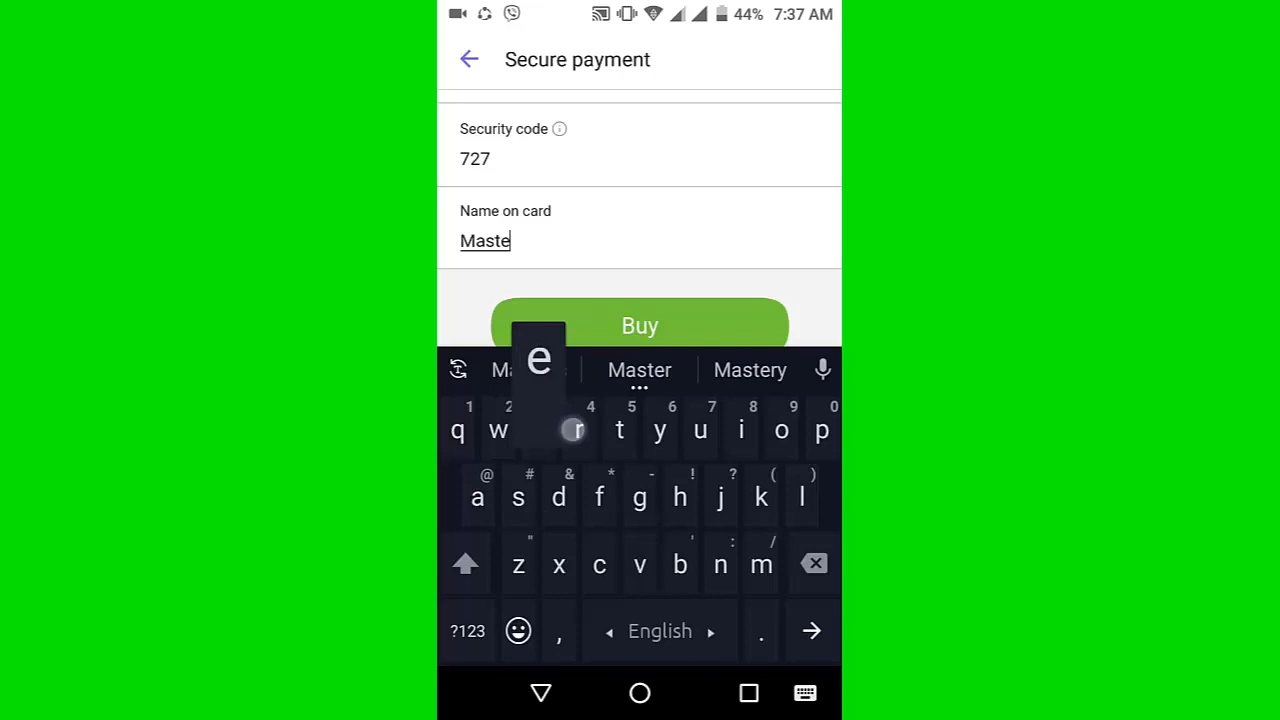 44% 7:37 AM
Secure payment
Security code
727
Name on card
Maste
Buy
e
Master Mastery
1 2 4 5 6 7 8 9 0
q w r t y u i o p
@ # & * - ! ? ( )
a s d f g h j k l
" ' : /
z x c v b n m
?123 , English .